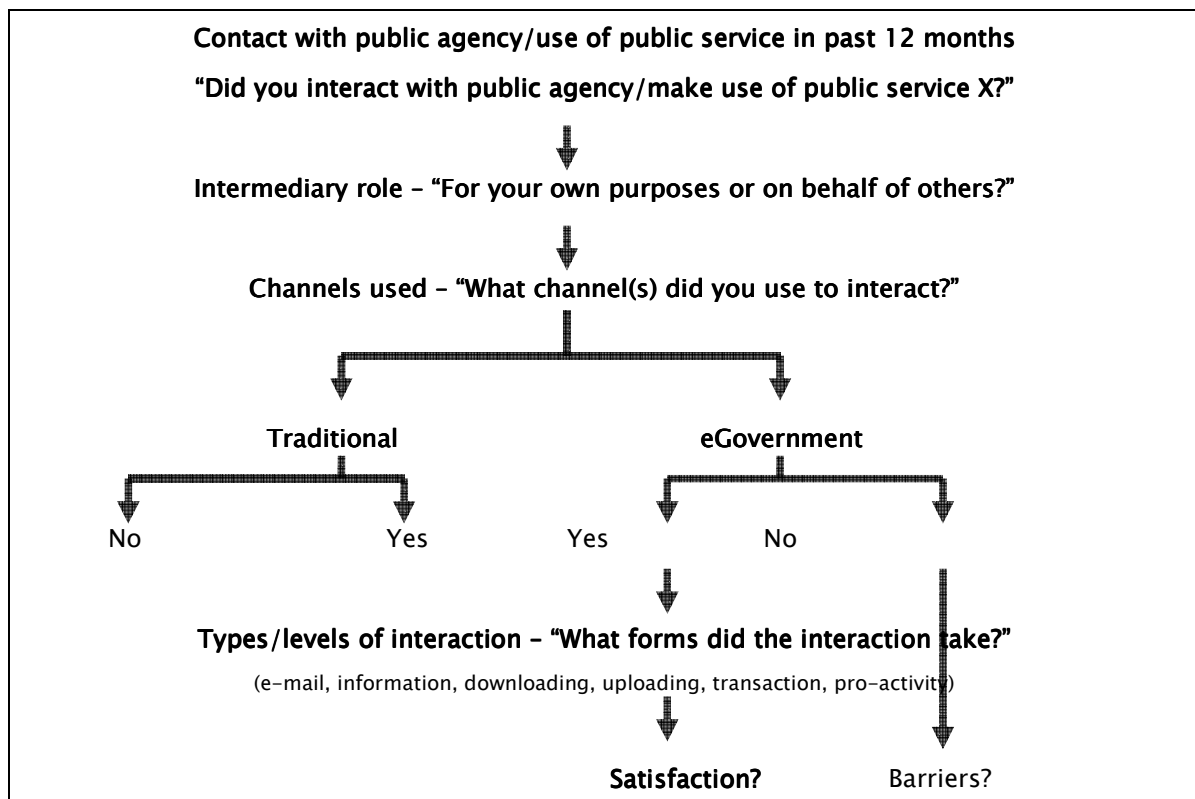 Contact with public agency/use of public service in past 12 months
“Did you interact with public agency/make use of public service X?”
Intermediary role – “For your own purposes or on behalf of others?”
Channels used – “What channel(s) did you use to interact?”
Traditional eGovernment
No Yes Yes No
Types/levels of interaction – “What forms did the interaction take?”
(e-mail, information, downloading, uploading, transaction, pro-activity)
Satisfaction? Barriers?